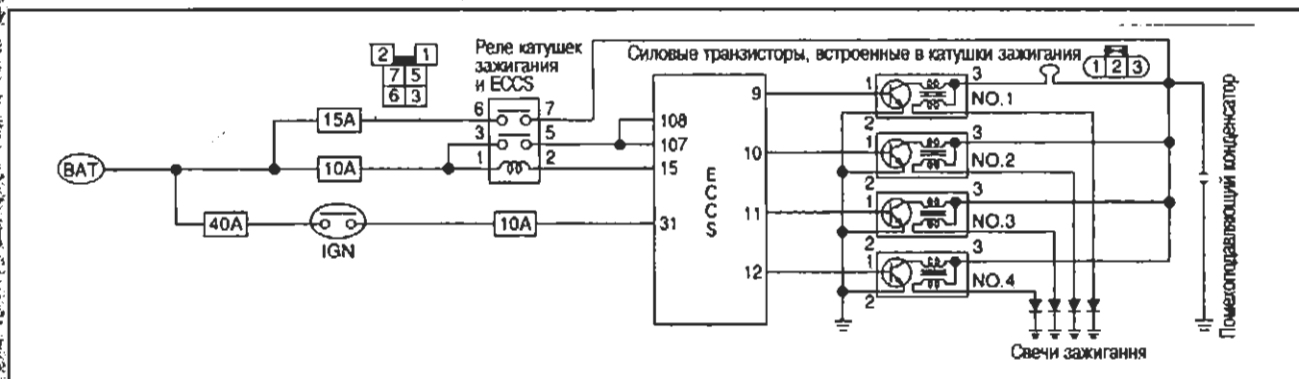 2 1
7 5
6 3
Реле катушек
зажигания
и ECCS
Силовые транзисторы, встроенные в катушки зажигания
1 2 3
BAT
15A
10A
40A
IGN
10A
6 7
3 5
1 2
108
107
15
31
ECCS
9
10
11
12
1 3
2
NO.1
1 3
2
NO.2
1 3
2
NO.3
1 3
2
NO.4
Свечи зажигання
Помехоподавляющий конденсатор